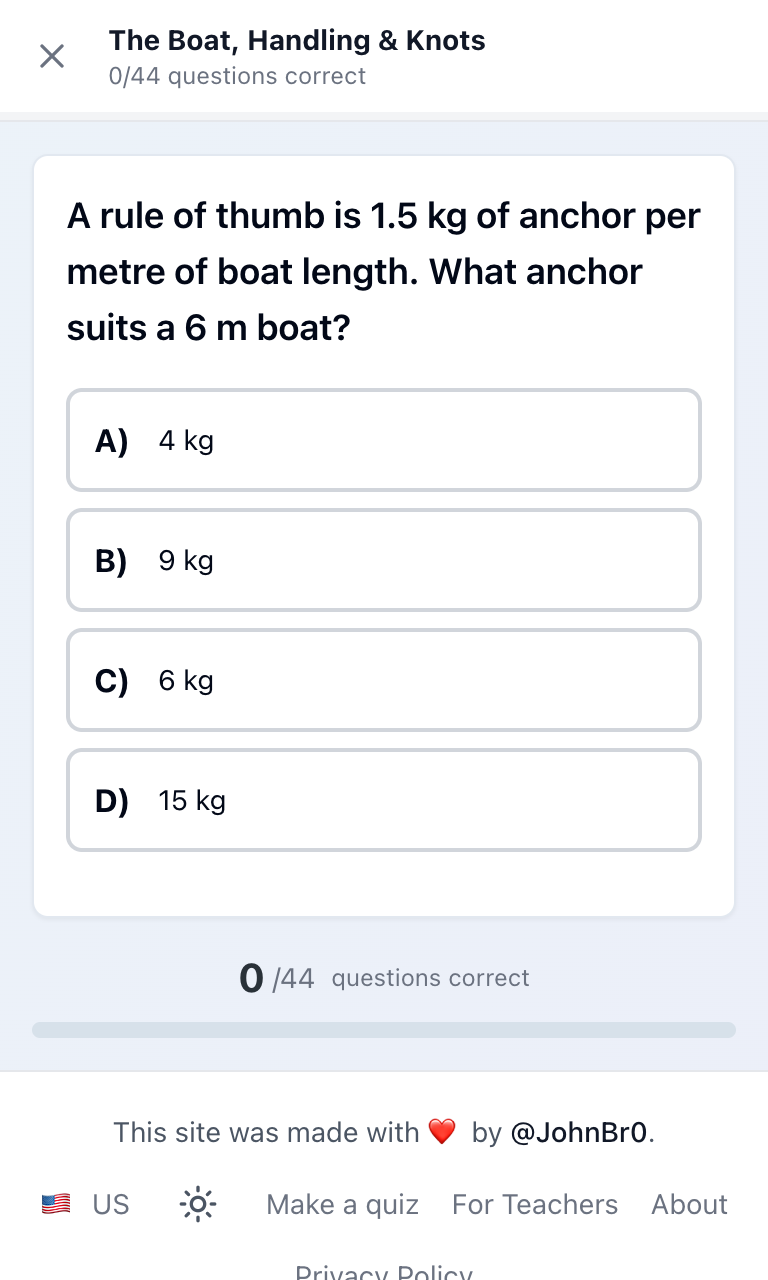 The Boat, Handling & Knots
0/44 questions correct
A rule of thumb is 1.5 kg of anchor per
metre of boat length. What anchor
suits a 6 m boat?
A) 4 kg
B) 9 kg
C) 6 kg
D) 15 kg
0 /44 questions correct
This site was made with ❤️ by @JohnBr0.
🇺🇸 US Make a quiz For Teachers About
Privacy Policy